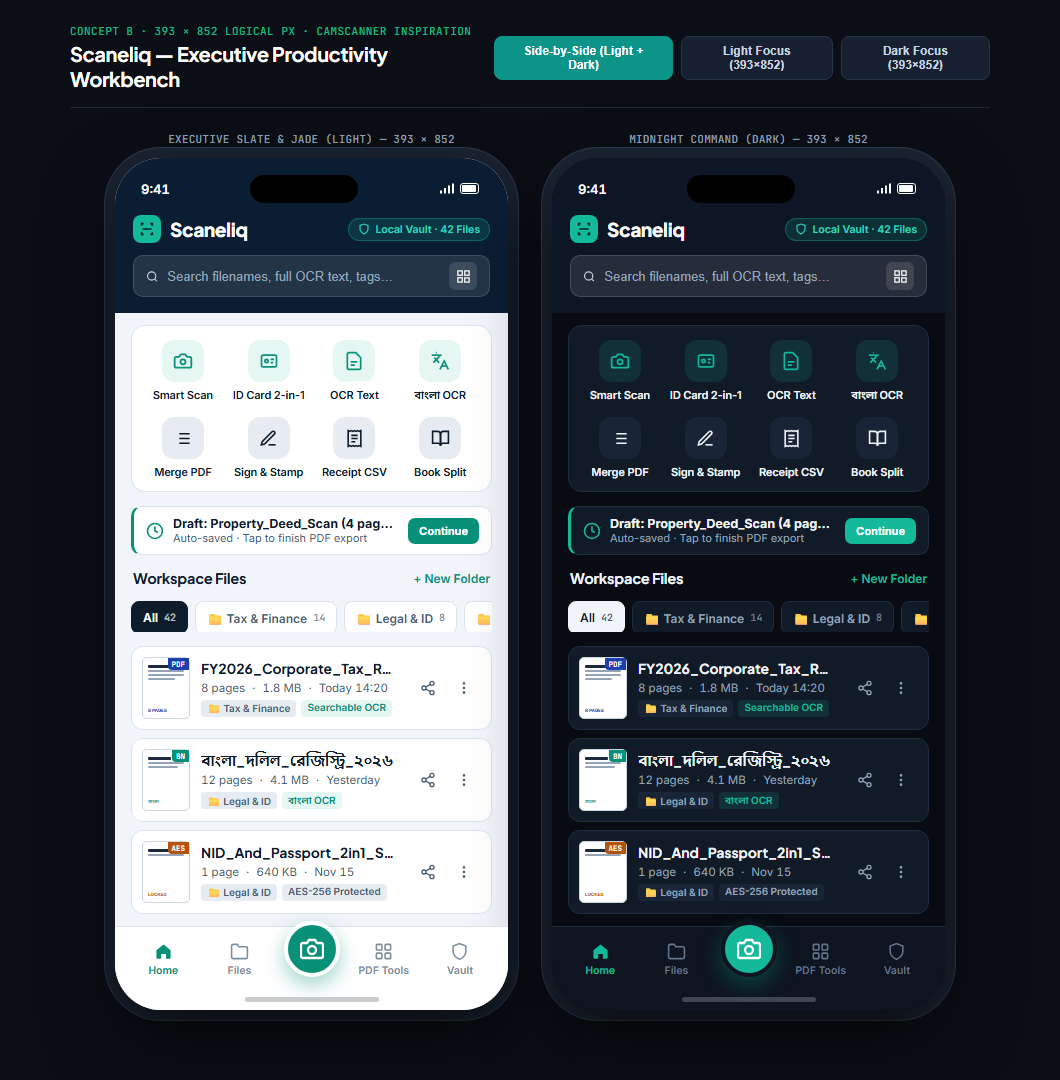 CONCEPT B · 393 × 852 LOGICAL PX · CAMSCANNER INSPIRATION
Scaneliq — Executive Productivity
Workbench
Side-by-Side (Light +
Dark)
Light Focus
(393×852)
Dark Focus
(393×852)
EXECUTIVE SLATE & JADE (LIGHT) — 393 × 852
9:41
Scaneliq
Local Vault · 42 Files
Search filenames, full OCR text, tags...
Smart Scan
ID Card 2-in-1
OCR Text
বাংলা OCR
Merge PDF
Sign & Stamp
Receipt CSV
Book Split
Draft: Property_Deed_Scan (4 pag...
Auto-saved · Tap to finish PDF export
Continue
Workspace Files
+ New Folder
All 42
Tax & Finance 14
Legal & ID 8
PDF
8 PAGES
FY2026_Corporate_Tax_R...
8 pages · 1.8 MB · Today 14:20
Tax & Finance
Searchable OCR
BN
বাংলা
বাংলা_দলিল_রেজিস্ট্রি_২০২৬
12 pages · 4.1 MB · Yesterday
Legal & ID
বাংলা OCR
AES
LOCKED
NID_And_Passport_2in1_S...
1 page · 640 KB · Nov 15
Legal & ID
AES-256 Protected
Home
Files
PDF Tools
Vault
MIDNIGHT COMMAND (DARK) — 393 × 852
9:41
Scaneliq
Local Vault · 42 Files
Search filenames, full OCR text, tags...
Smart Scan
ID Card 2-in-1
OCR Text
বাংলা OCR
Merge PDF
Sign & Stamp
Receipt CSV
Book Split
Draft: Property_Deed_Scan (4 pag...
Auto-saved · Tap to finish PDF export
Continue
Workspace Files
+ New Folder
All 42
Tax & Finance 14
Legal & ID 8
PDF
8 PAGES
FY2026_Corporate_Tax_R...
8 pages · 1.8 MB · Today 14:20
Tax & Finance
Searchable OCR
BN
বাংলা
বাংলা_দলিল_রেজিস্ট্রি_২০২৬
12 pages · 4.1 MB · Yesterday
Legal & ID
বাংলা OCR
AES
LOCKED
NID_And_Passport_2in1_S...
1 page · 640 KB · Nov 15
Legal & ID
AES-256 Protected
Home
Files
PDF Tools
Vault